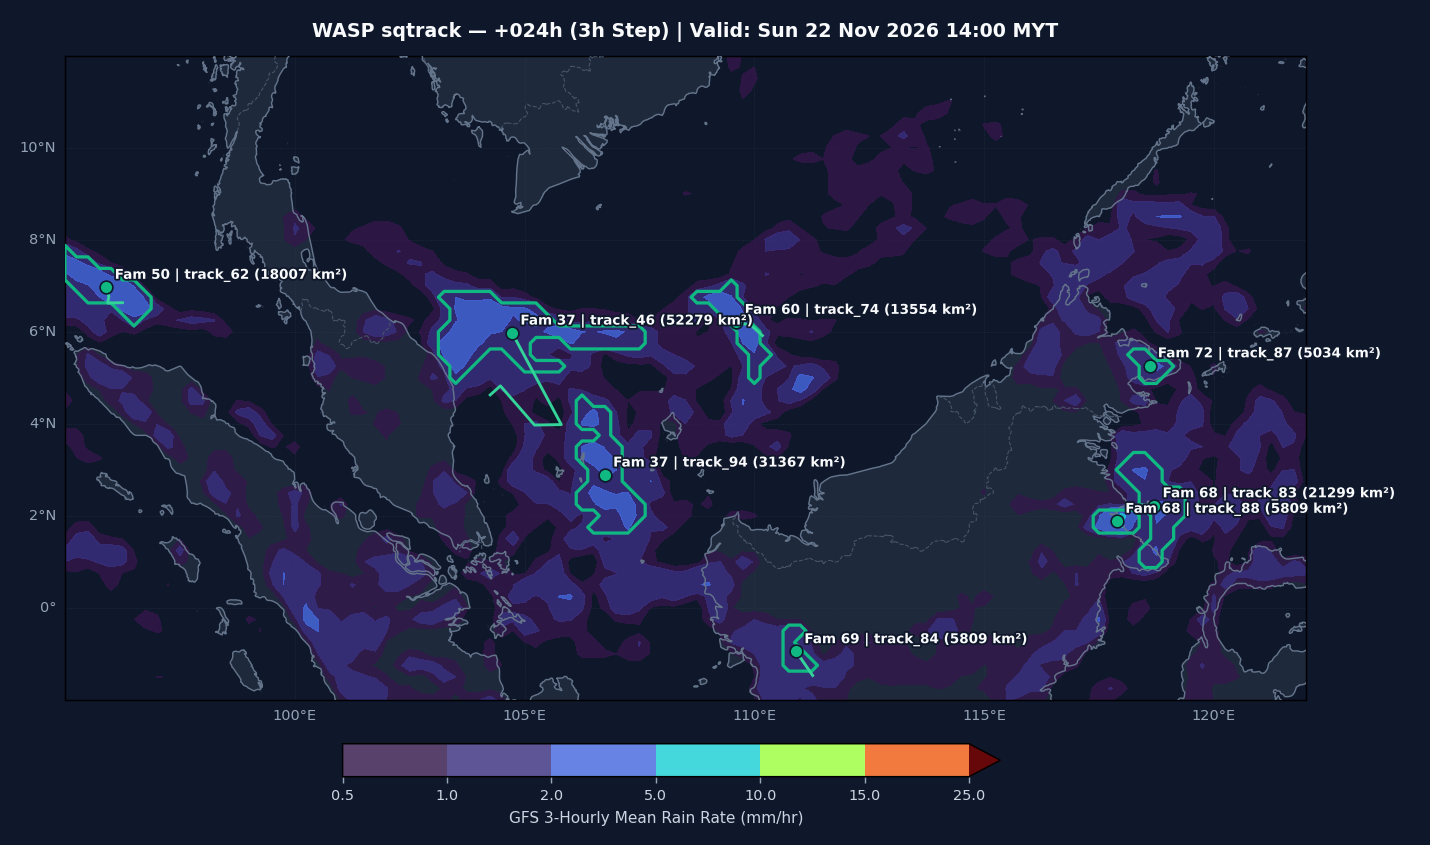 WASP sqtrack — +024h (3h Step) | Valid: Sun 22 Nov 2026 14:00 MYT
10°N
8°N
6°N
4°N
2°N
0°
Fam 50 | track_62 (18007 km²)
Fam 60 | track_74 (13554 km²)
Fam 37 | track_46 (52279 km²)
Fam 72 | track_87 (5034 km²)
Fam 37 | track_94 (31367 km²)
Fam 68 | track_83 (21299 km²)
Fam 68 | track_88 (5809 km²)
Fam 69 | track_84 (5809 km²)
100°E 105°E 110°E 115°E 120°E
0.5 1.0 2.0 5.0 10.0 15.0 25.0
GFS 3-Hourly Mean Rain Rate (mm/hr)